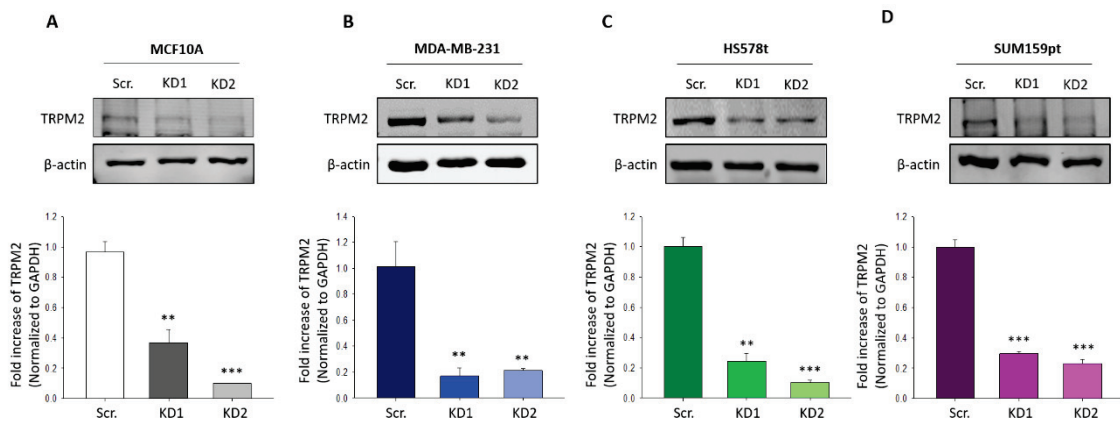 A
MCF10A
Scr. KD1 KD2
TRPM2
β-actin
Fold increase of TRPM2
(Normalized to GAPDH)
1.2
1.0
0.8
0.6
0.4
0.2
0.0
**
***
Scr. KD1 KD2
B
MDA-MB-231
Scr. KD1 KD2
TRPM2
β-actin
Fold increase of TRPM2
(Normalized to GAPDH)
1.4
1.2
1.0
0.8
0.6
0.4
0.2
0.0
** **
Scr. KD1 KD2
C
HS578t
Scr. KD1 KD2
TRPM2
β-actin
Fold increase of TRPM2
(Normalized to GAPDH)
1.2
1.0
0.8
0.6
0.4
0.2
0.0
**
***
Scr. KD1 KD2
D
SUM159pt
Scr. KD1 KD2
TRPM2
β-actin
Fold increase of TRPM2
(Normalized to GAPDH)
1.2
1.0
0.8
0.6
0.4
0.2
0.0
*** ***
Scr. KD1 KD2